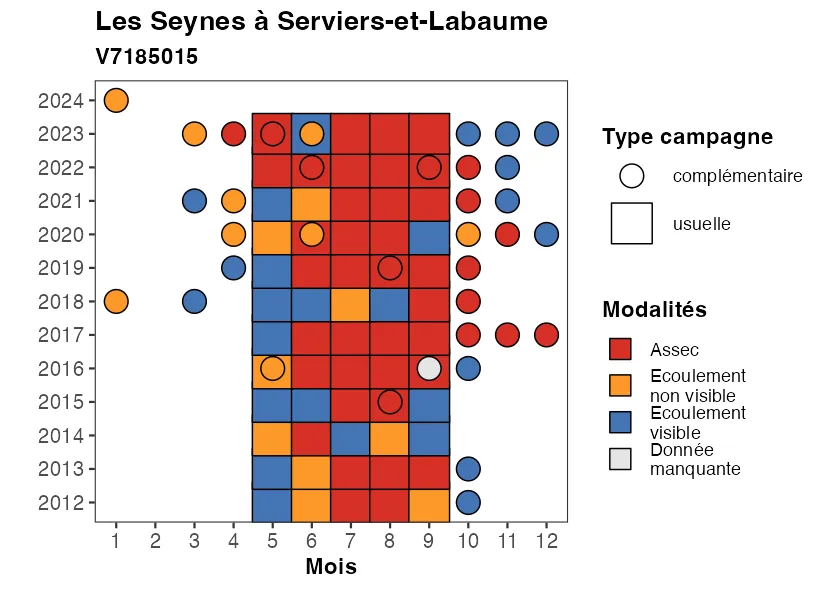 Les Seynes à Serviers-et-Labaume
V7185015
2024
2023
2022
2021
2020
2019
2018
2017
2016
2015
2014
2013
2012
1 2 3 4 5 6 7 8 9 10 11 12
Mois
Type campagne
complémentaire
usuelle
Modalités
Assec
Ecoulement
non visible
Ecoulement
visible
Donnée
manquante